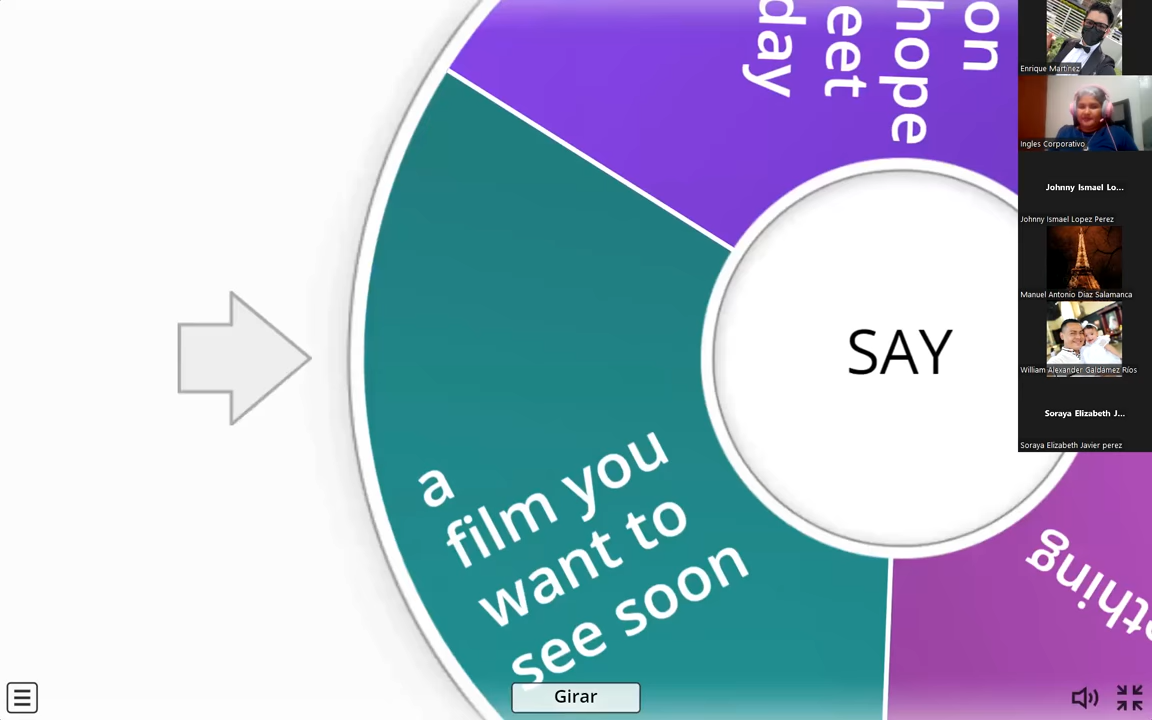 on
hope
eet
day
a
film you
want to
see soon
SAY
thing
Girar
Enrique Martinez
Ingles Corporativo
Johnny Ismael Lo...
Johnny Ismael Lopez Perez
Manuel Antonio Diaz Salamanca
William Alexander Galdamez Rios
Soraya Elizabeth J...
Soraya Elizabeth Javier perez